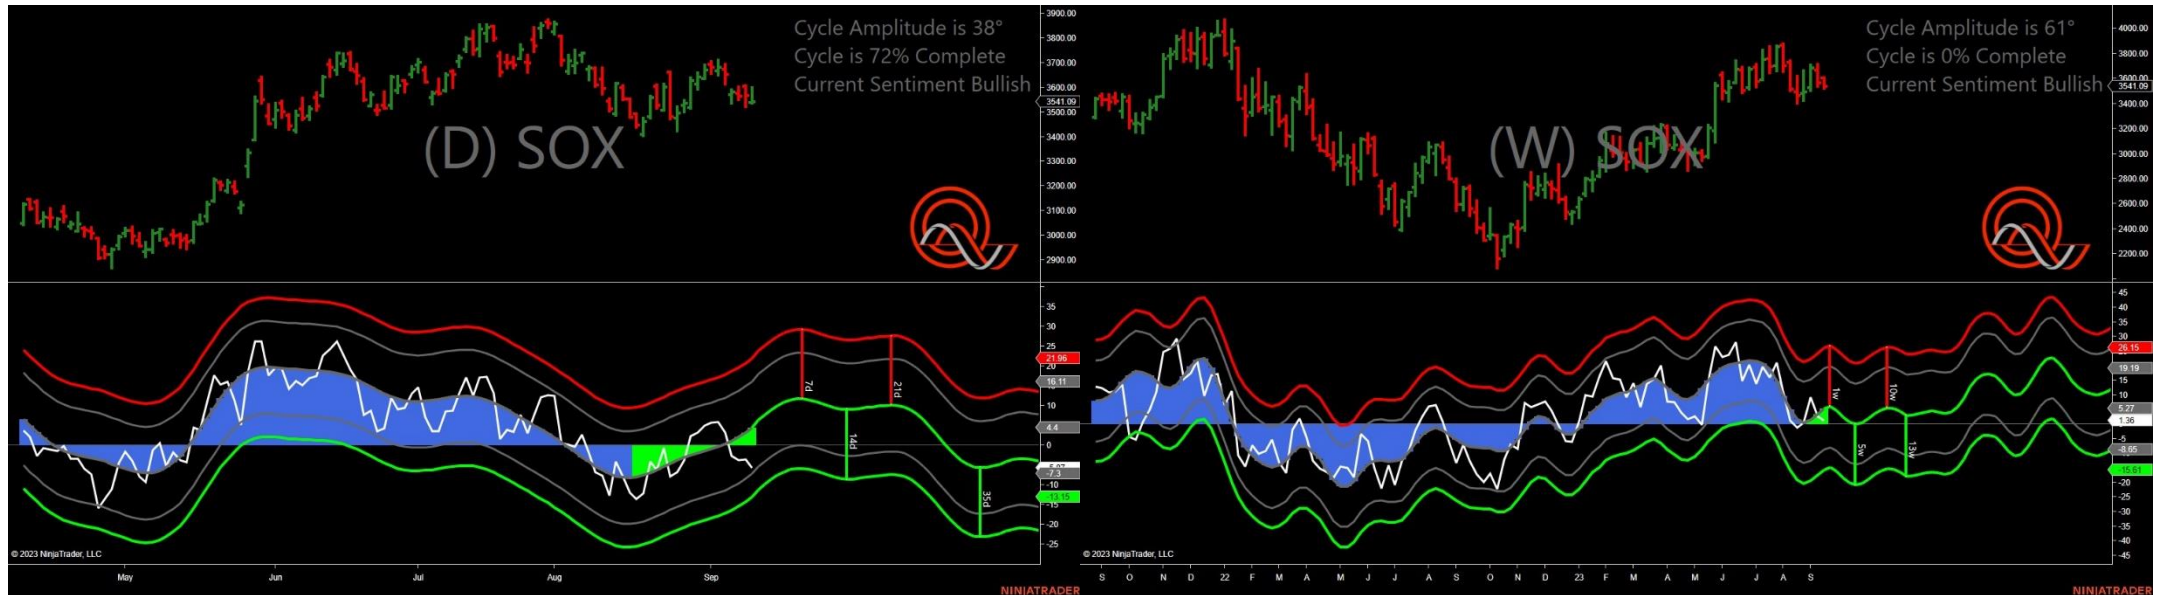 Cycle Amplitude is 38°
Cycle is 72% Complete
Current Sentiment Bullish
(D) SOX
3900.00
3800.00
3700.00
3600.00
3541.09
3500.00
3400.00
3300.00
3200.00
3100.00
3000.00
2900.00
35
30
25
21.96
20
16.11
10
4.4
0
-7.3
-10
-13.15
-20
-25
7d
14d
21d
35d
© 2023 NinjaTrader, LLC
May Jun Jul Aug Sep
NINJATRADER
Cycle Amplitude is 61°
Cycle is 0% Complete
Current Sentiment Bullish
(W) SOX
4000.00
3800.00
3600.00
3541.09
3400.00
3200.00
3000.00
2800.00
2600.00
2400.00
2200.00
45
40
35
30
26.15
19.19
15
10
5.27
1.36
-5
-8.65
-15.61
-20
-25
-30
-35
-40
-45
1w
5w
10w
13w
© 2023 NinjaTrader, LLC
S O N D 22 F M A M J J A S O N D 23 F M A M J J A S
NINJATRADER